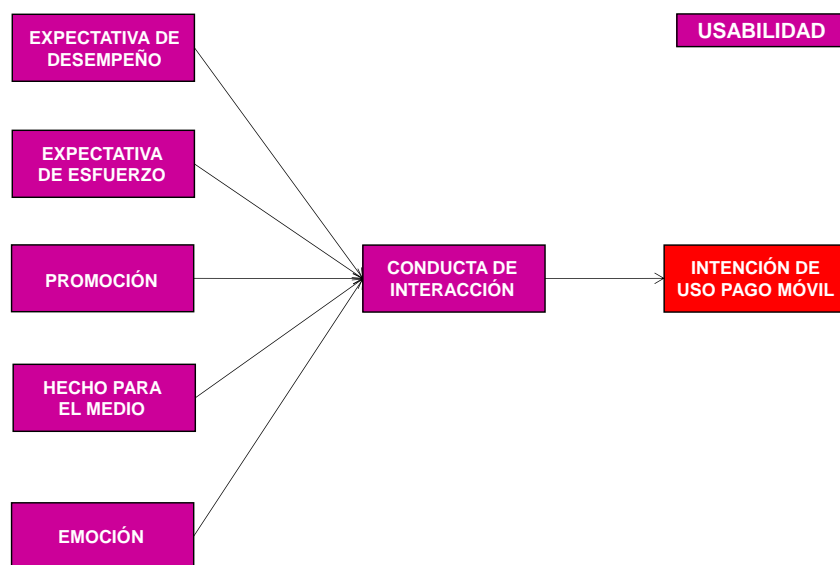 EXPECTATIVA DE
DESEMPEÑO
USABILIDAD
EXPECTATIVA
DE ESFUERZO
PROMOCIÓN
CONDUCTA DE
INTERACCIÓN
INTENCIÓN DE
USO PAGO MÓVIL
HECHO PARA
EL MEDIO
EMOCIÓN